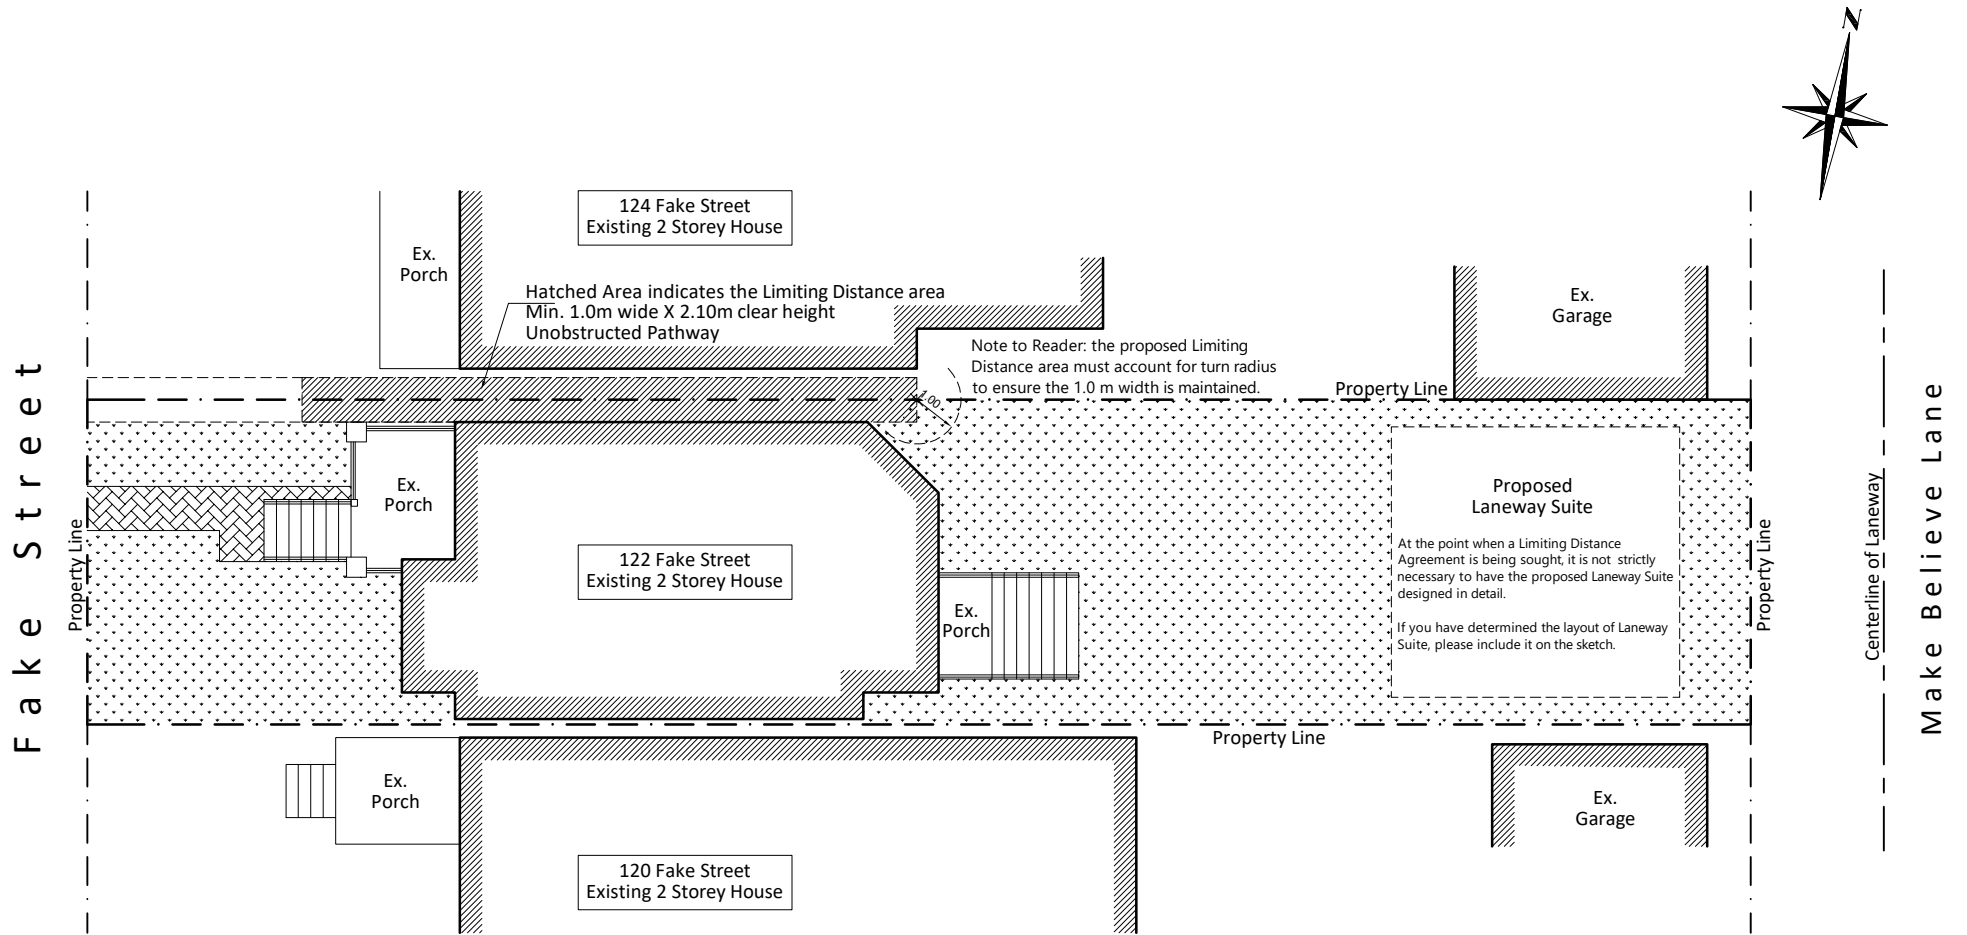 N
124 Fake Street
Existing 2 Storey House
Ex.
Porch
Hatched Area indicates the Limiting Distance area
Min. 1.0m wide X 2.10m clear height
Unobstructed Pathway
Ex.
Garage
Note to Reader: the proposed Limiting
Distance area must account for turn radius
to ensure the 1.0 m width is maintained.
1.00
Property Line
Fake Street
Property Line
Ex.
Porch
122 Fake Street
Existing 2 Storey House
Ex.
Porch
Proposed
Laneway Suite
At the point when a Limiting Distance
Agreement is being sought, it is not strictly
necessary to have the proposed Laneway Suite
designed in detail.
If you have determined the layout of Laneway
Suite, please include it on the sketch.
Property Line
Centerline of Laneway
Make Believe Lane
Property Line
Ex.
Porch
120 Fake Street
Existing 2 Storey House
Ex.
Garage